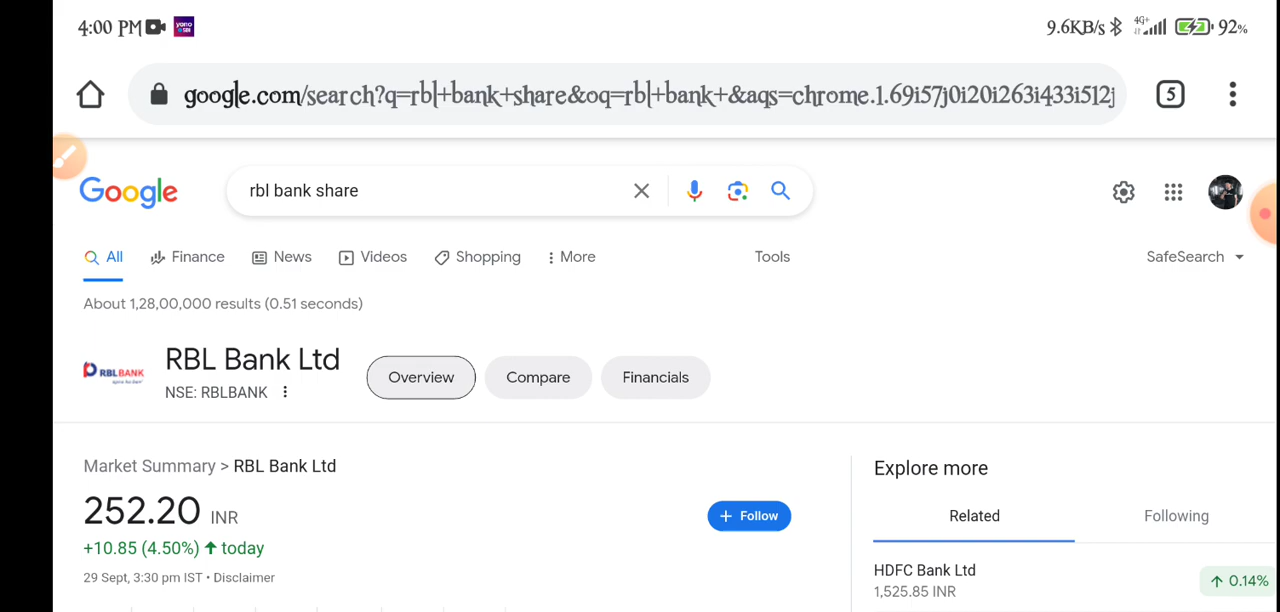 4:00 PM
yono
SBI
9.6KB/s 4G+ 92%
google.com/search?q=rbl+bank+share&oq=rbl+bank+&aqs=chrome.1.69i57j0i20i263i433i512j
5
Google
rbl bank share
All Finance News Videos Shopping More Tools SafeSearch
About 1,28,00,000 results (0.51 seconds)
RBLBANK
RBL Bank Ltd
NSE: RBLBANK
Overview Compare Financials
Market Summary > RBL Bank Ltd
252.20 INR
+ Follow
+10.85 (4.50%) ↑ today
29 Sept, 3:30 pm IST • Disclaimer
Explore more
Related Following
HDFC Bank Ltd
1,525.85 INR
↑ 0.14%